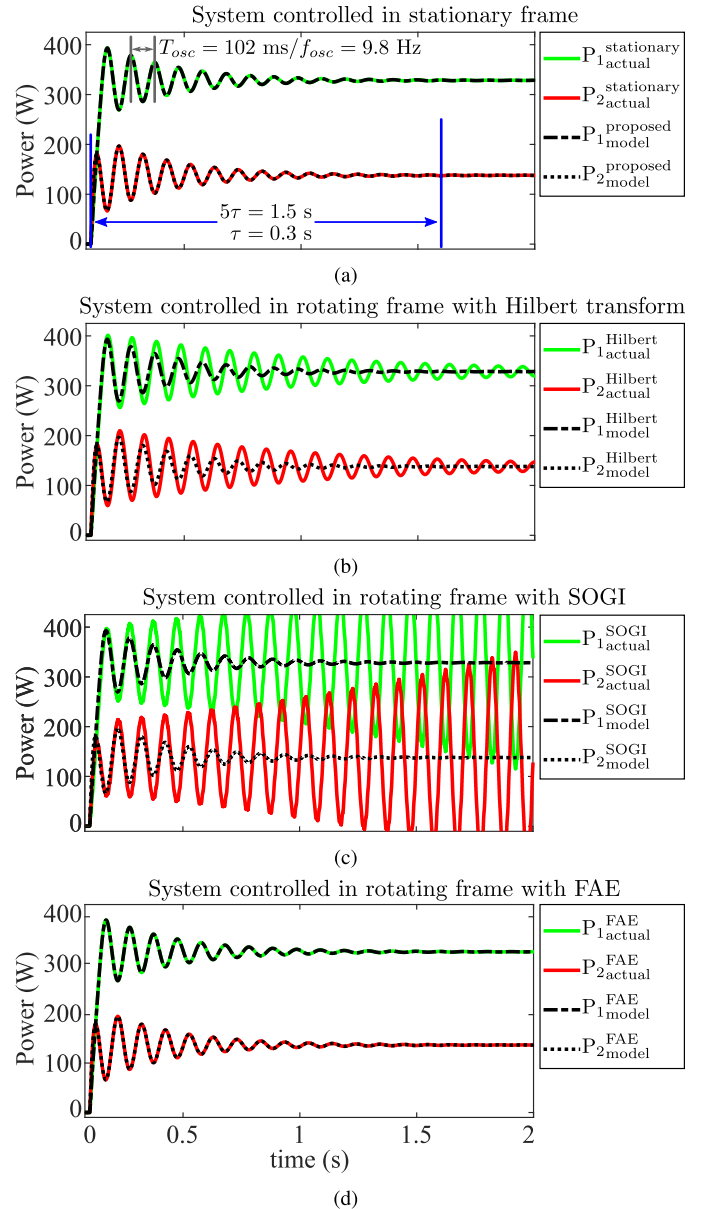 System controlled in stationary frame
Power (W)
400
300
200
100
0
T_osc = 102 ms/f_osc = 9.8 Hz
5τ = 1.5 s
τ = 0.3 s
P₁ stationary actual
P₂ stationary actual
P₁ proposed model
P₂ proposed model
(a)
System controlled in rotating frame with Hilbert transform
Power (W)
400
300
200
100
0
P₁ Hilbert actual
P₂ Hilbert actual
P₁ Hilbert model
P₂ Hilbert model
(b)
System controlled in rotating frame with SOGI
Power (W)
400
300
200
100
0
P₁ SOGI actual
P₂ SOGI actual
P₁ SOGI model
P₂ SOGI model
(c)
System controlled in rotating frame with FAE
Power (W)
400
300
200
100
0
P₁ FAE actual
P₂ FAE actual
P₁ FAE model
P₂ FAE model
0 0.5 1 1.5 2
time (s)
(d)